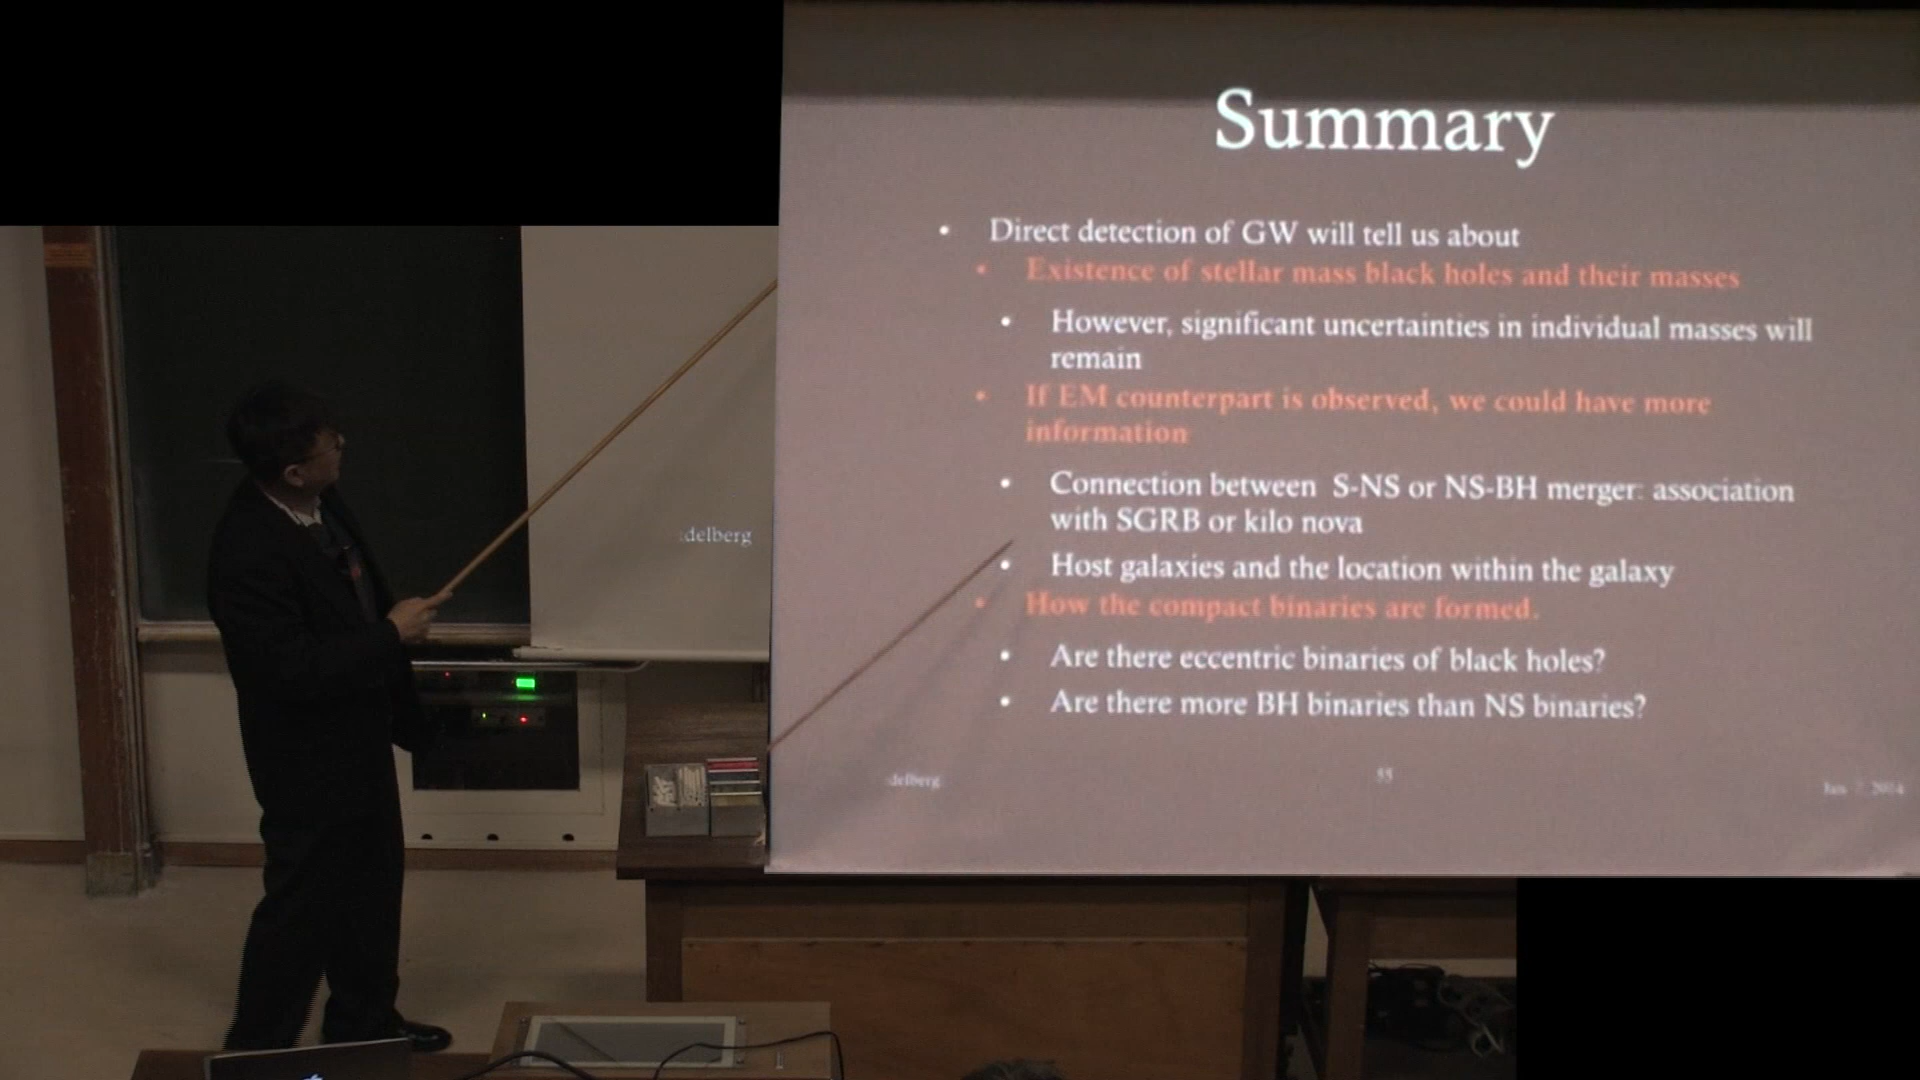 Summary
• Direct detection of GW will tell us about
• Existence of stellar mass black holes and their masses
• However, significant uncertainties in individual masses will
remain
• If EM counterpart is observed, we could have more
information
• Connection between S-NS or NS-BH merger: association
with SGRB or kilo nova
• Host galaxies and the location within the galaxy
• How the compact binaries are formed.
• Are there eccentric binaries of black holes?
• Are there more BH binaries than NS binaries?
delberg
55
delberg